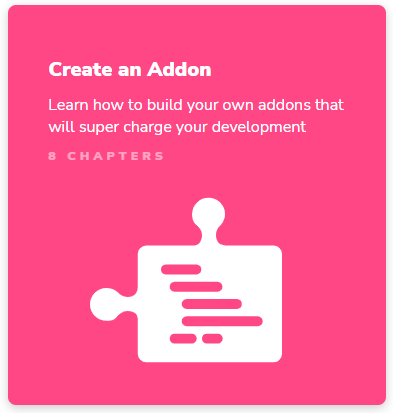 Create an Addon
Learn how to build your own addons that
will super charge your development
8 CHAPTERS